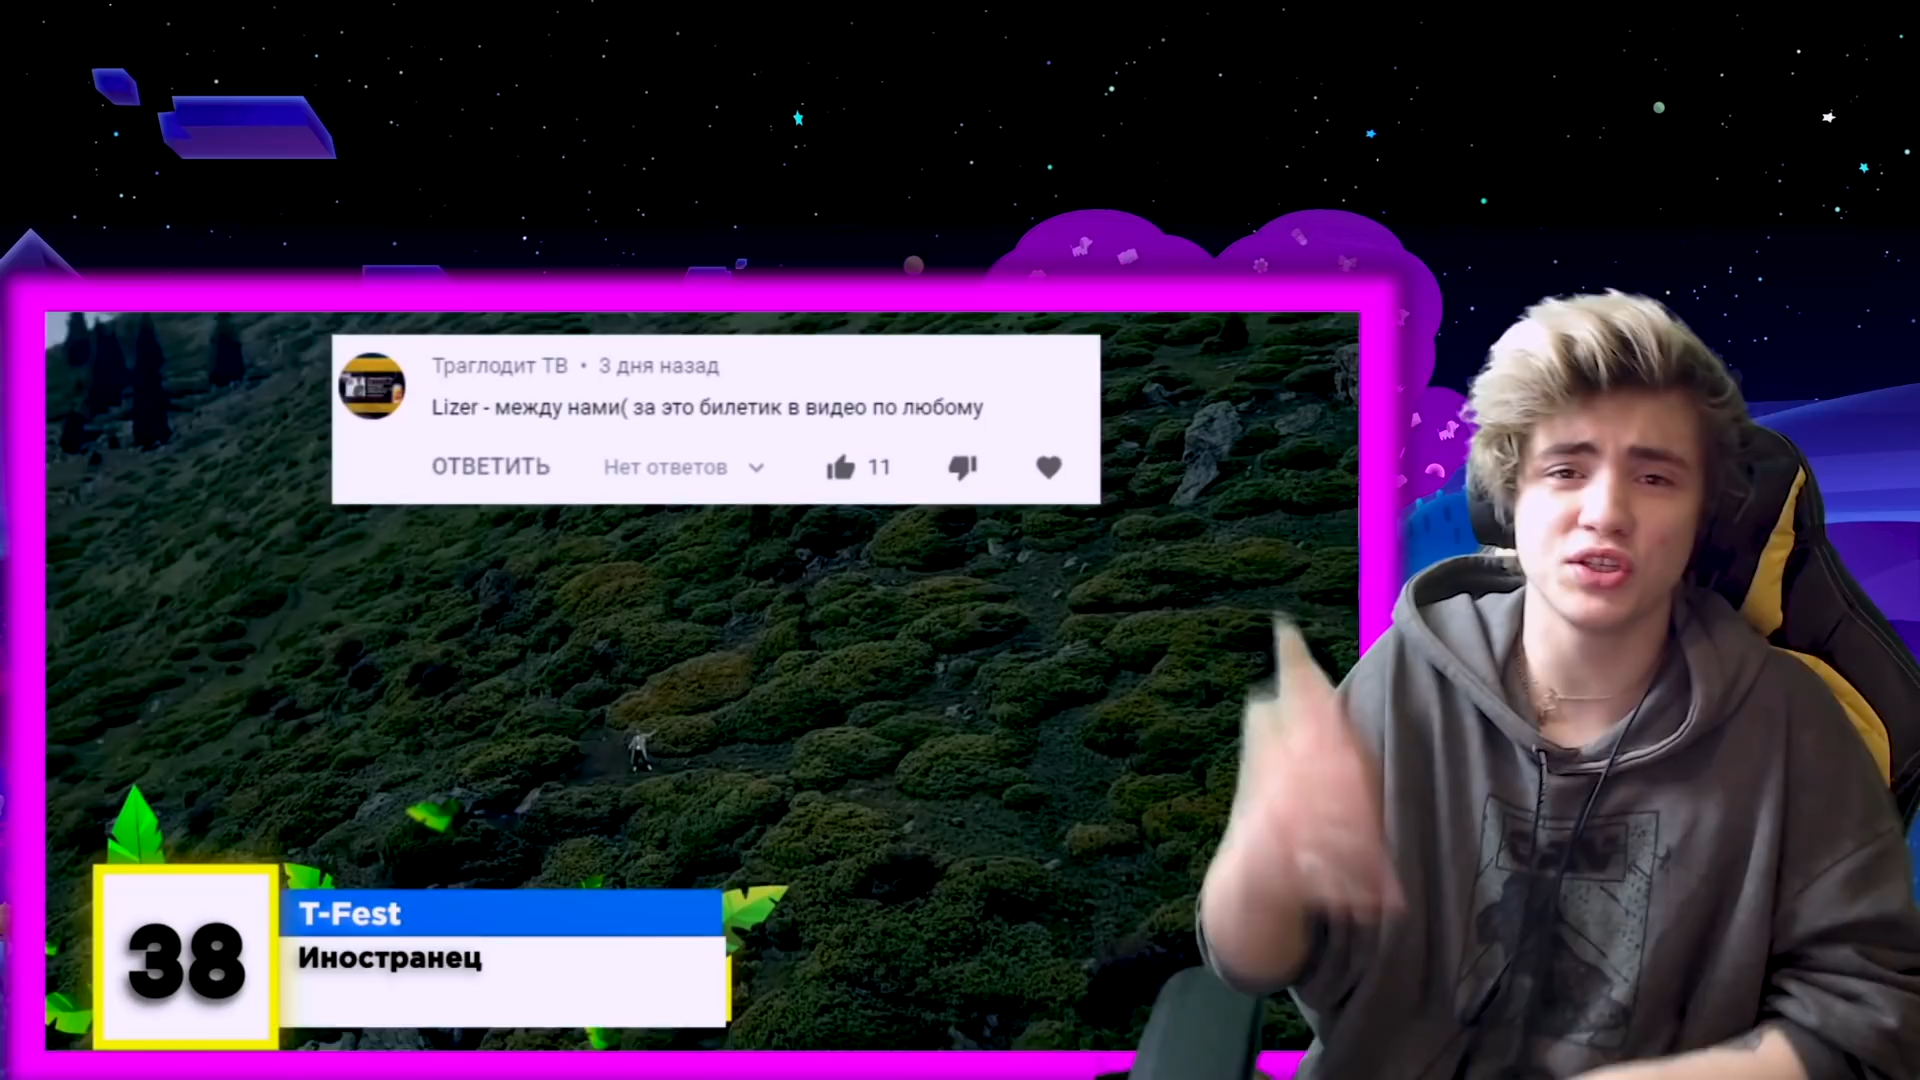 Траглодит ТВ • 3 дня назад
Lizer - между нами( за это билетик в видео по любому
ОТВЕТИТЬ Нет ответов 11
38
T-Fest
Иностранец